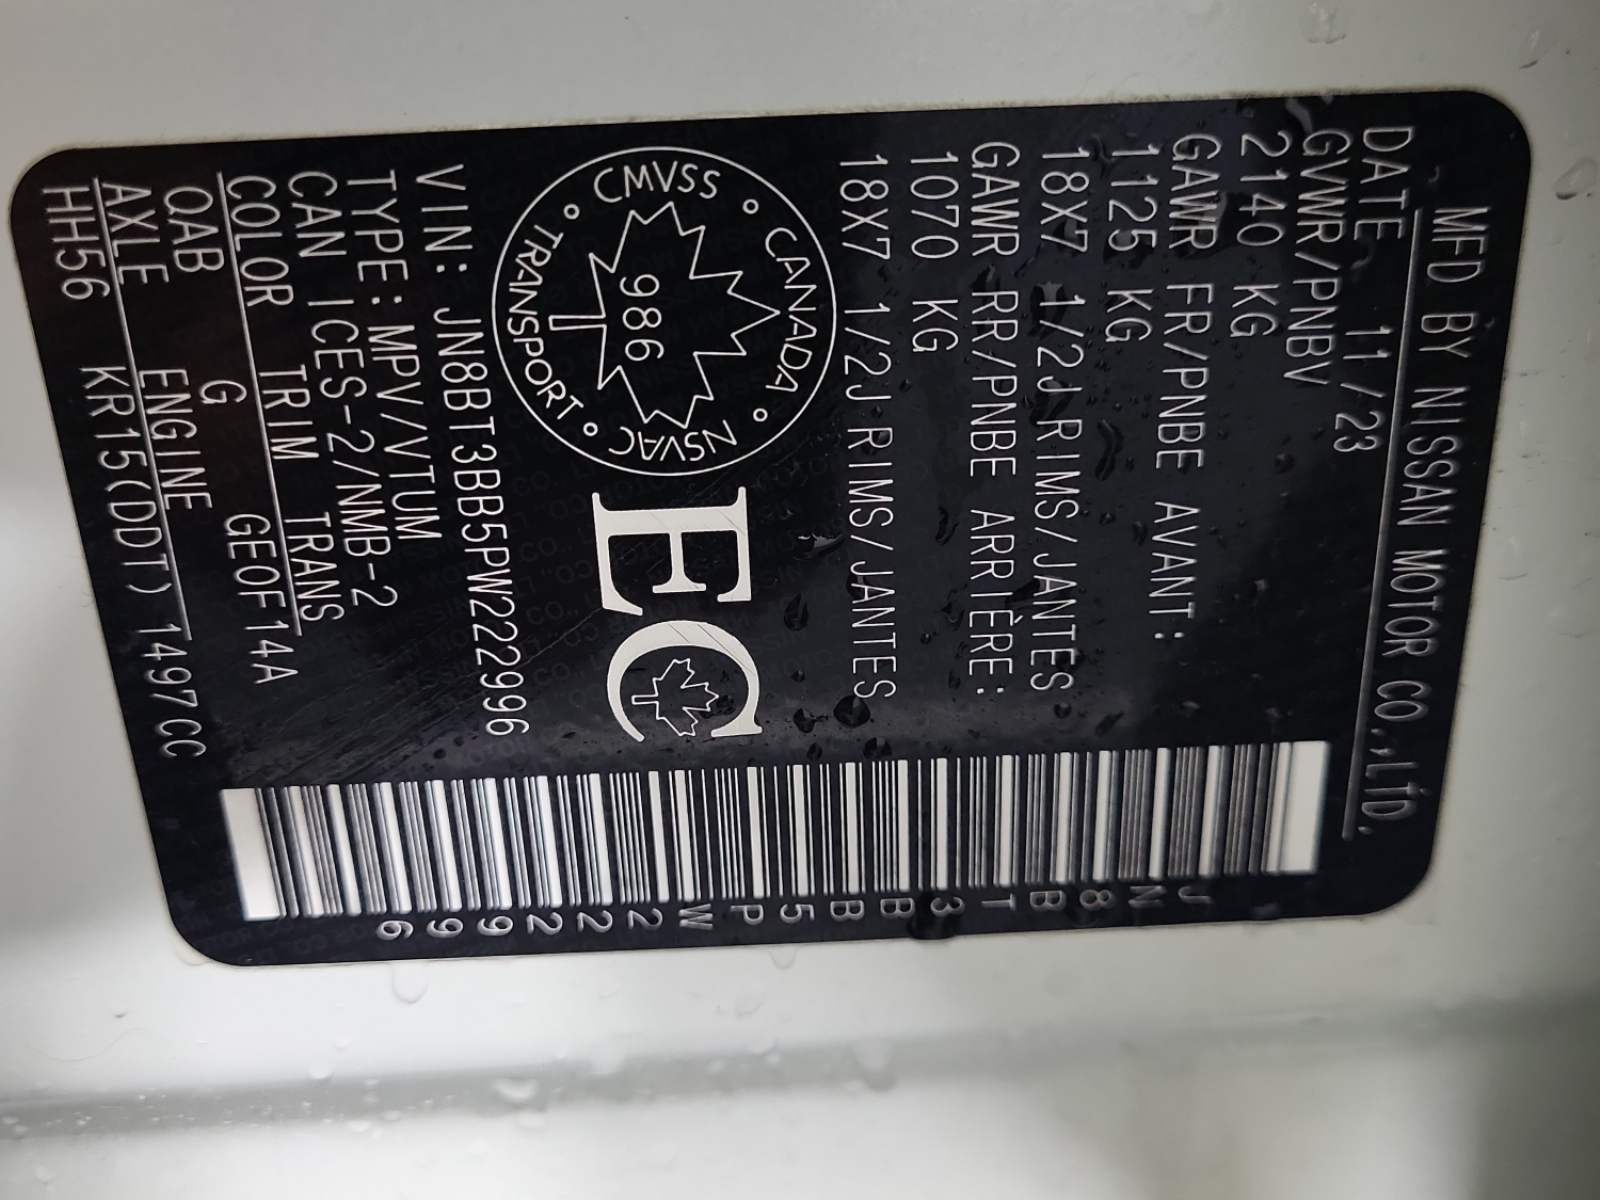 MFD BY NISSAN MOTOR CO.,LTD.
DATE 11/23
GVWR/PNBV
2140 KG
GAWR FR/PNBE AVANT:
1125 KG
18X7 1/2J RIMS/JANTES
GAWR RR/PNBE ARRIÈRE:
1070 KG
18X7 1/2J RIMS/JANTES
CMVSS
CANADA
NSVAC
TRANSPORT
986
EC
VIN: JN8BT3BB5PW222996
TYPE: MPV/VTUM
CAN ICES-2/NMB-2
COLOR TRIM TRANS
QAB G GE0F14A
AXLE ENGINE
HH56 KR15(DDT) 1497CC
JN8BT3BB5PW222996